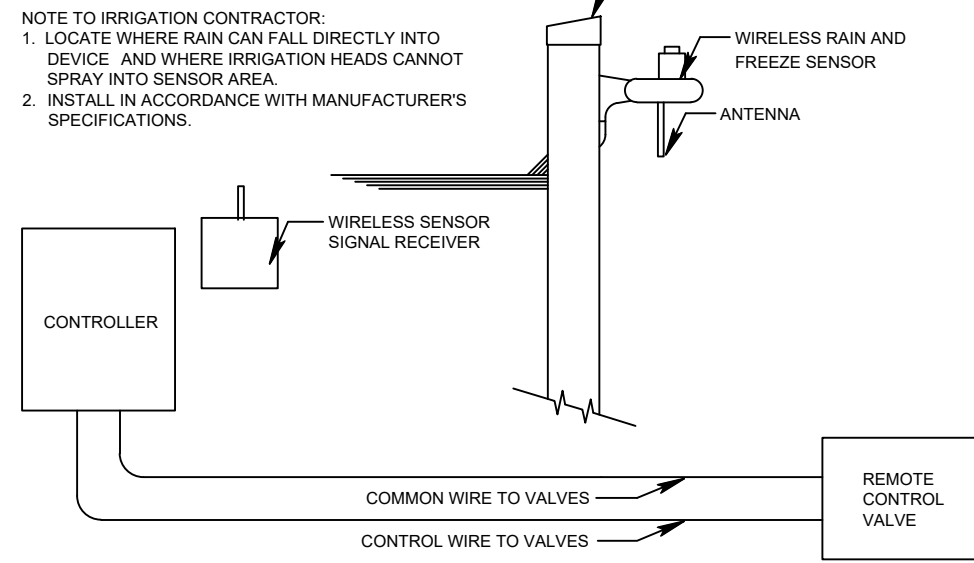 NOTE TO IRRIGATION CONTRACTOR:
1. LOCATE WHERE RAIN CAN FALL DIRECTLY INTO
DEVICE AND WHERE IRRIGATION HEADS CANNOT
SPRAY INTO SENSOR AREA.
2. INSTALL IN ACCORDANCE WITH MANUFACTURER'S
SPECIFICATIONS.
WIRELESS RAIN AND
FREEZE SENSOR
ANTENNA
WIRELESS SENSOR
SIGNAL RECEIVER
CONTROLLER
COMMON WIRE TO VALVES
CONTROL WIRE TO VALVES
REMOTE
CONTROL
VALVE